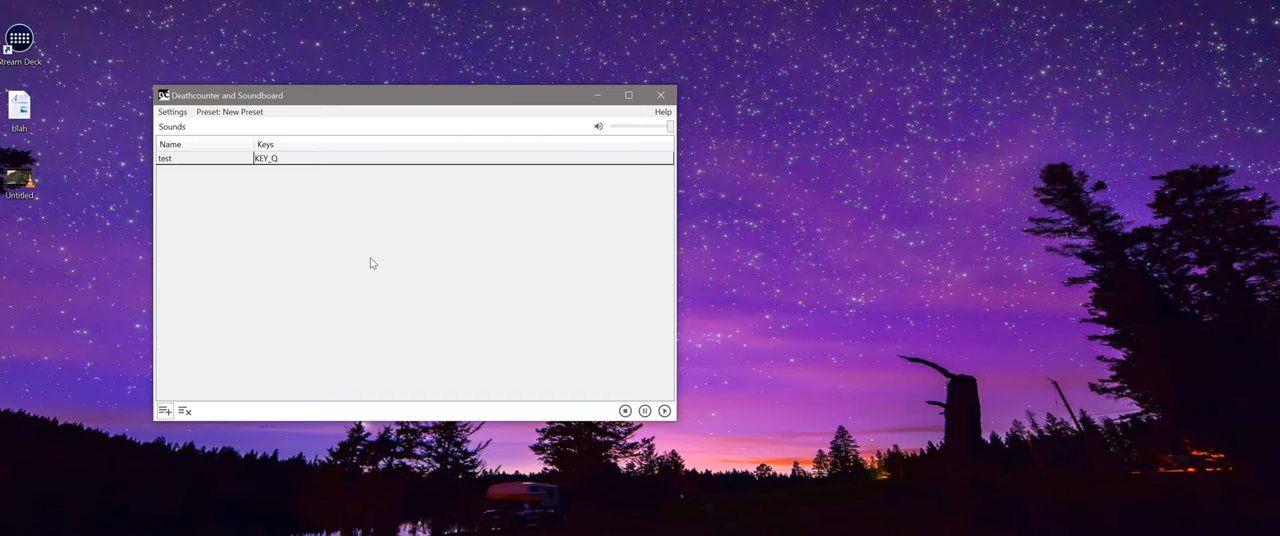 Stream Deck
blah
Untitled
Deathcounter and Soundboard
Settings Preset: New Preset Help
Sounds
Name Keys
test KEY_Q